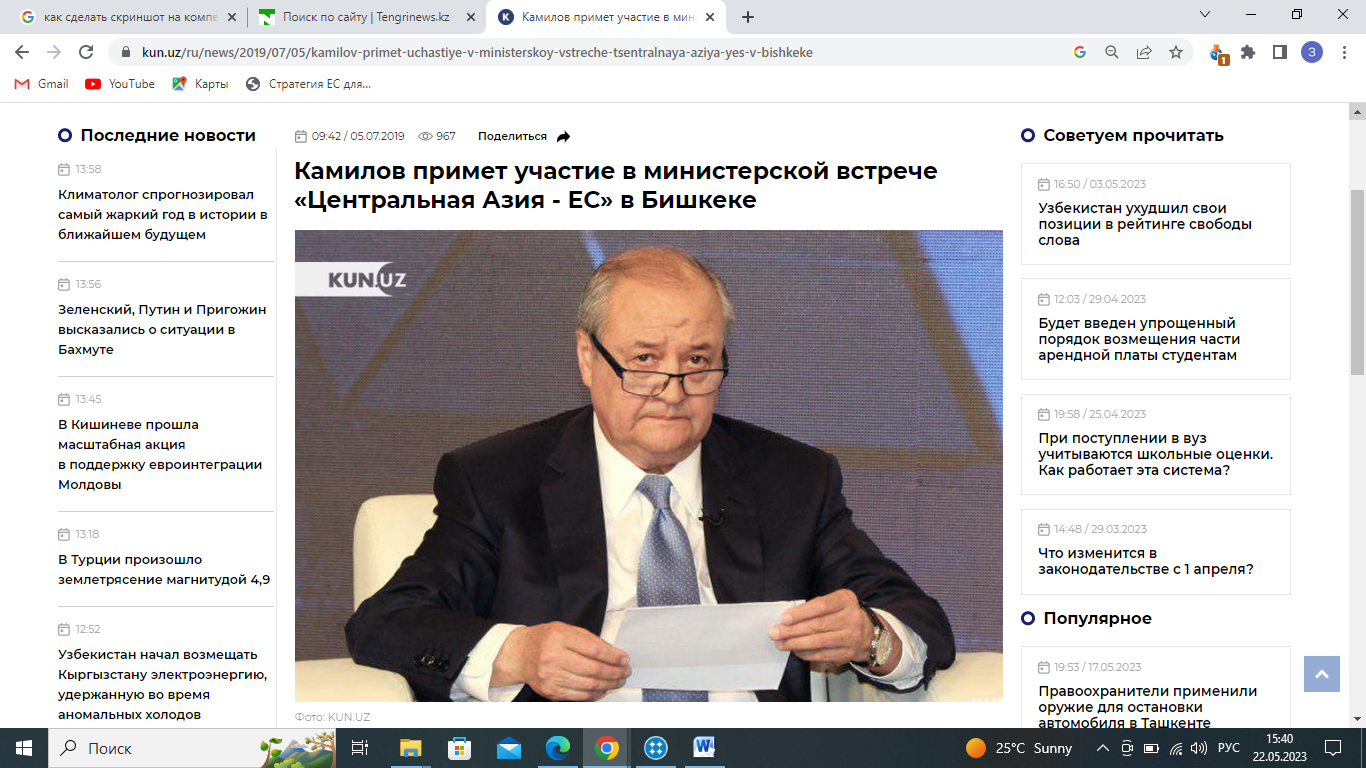 как сделать скриншот на компе
Поиск по сайту | Tengrinews.kz
Камилов примет участие в мин
kun.uz/ru/news/2019/07/05/kamilov-primet-uchastiye-v-ministerskoy-vstreche-tsentralnaya-aziya-yes-v-bishkeke
1
З
Gmail
YouTube
Карты
Стратегия ЕС для...
Последние новости
13:58
Климатолог спрогнозировал
самый жаркий год в истории в
ближайшем будущем
13:56
Зеленский, Путин и Пригожин
высказались о ситуации в
Бахмуте
13:45
В Кишиневе прошла
масштабная акция
в поддержку евроинтеграции
Молдовы
13:18
В Турции произошло
землетрясение магнитудой 4,9
12:52
Узбекистан начал возмещать
Кыргызстану электроэнергию,
удержанную во время
аномальных холодов
09:42 / 05.07.2019
967
Поделиться
Камилов примет участие в министерской встрече
«Центральная Азия - ЕС» в Бишкеке
KUN.UZ
Фото: KUN.UZ
Советуем прочитать
16:50 / 03.05.2023
Узбекистан ухудшил свои
позиции в рейтинге свободы
слова
12:03 / 29.04.2023
Будет введен упрощенный
порядок возмещения части
арендной платы студентам
19:58 / 25.04.2023
При поступлении в вуз
учитываются школьные оценки.
Как работает эта система?
14:48 / 29.03.2023
Что изменится в
законодательстве с 1 апреля?
Популярное
19:53 / 17.05.2023
Правоохранители применили
оружие для остановки
автомобиля в Ташкенте
Поиск
25°C Sunny
РУС
15:40
22.05.2023